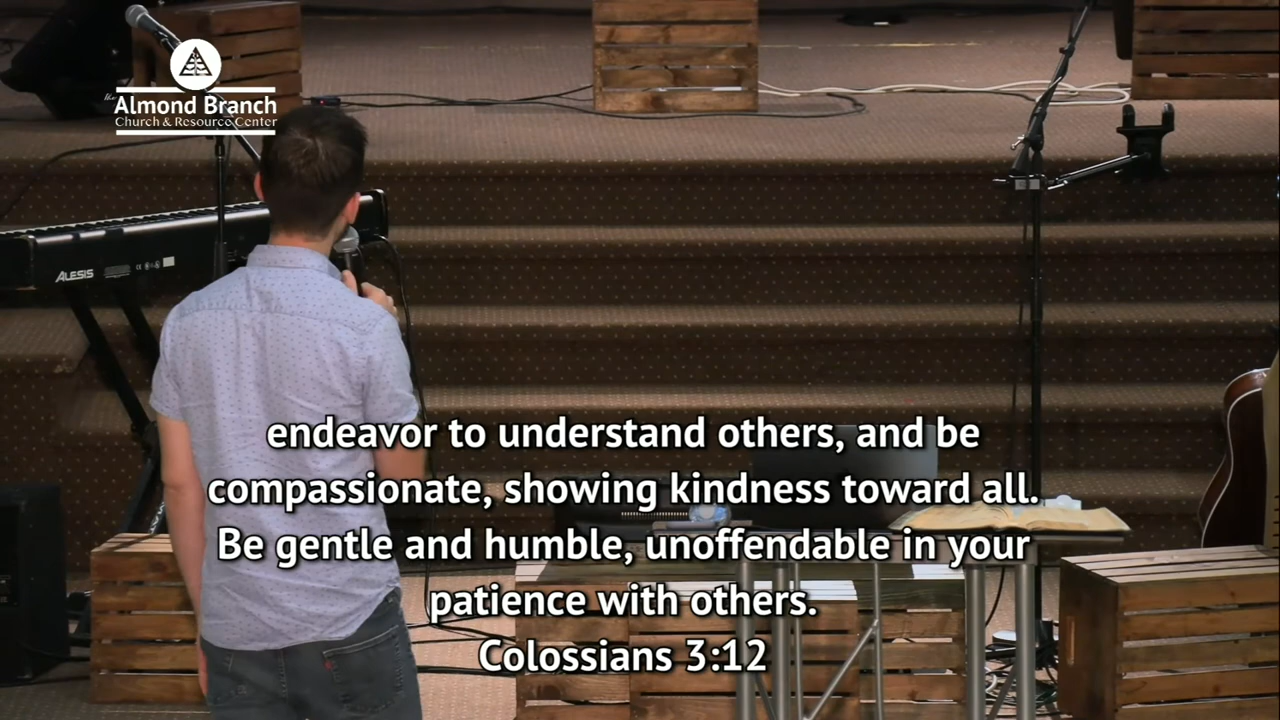 the
Almond Branch
Church & Resource Center
ALESIS
endeavor to understand others, and be
compassionate, showing kindness toward all.
Be gentle and humble, unoffendable in your
patience with others.
Colossians 3:12